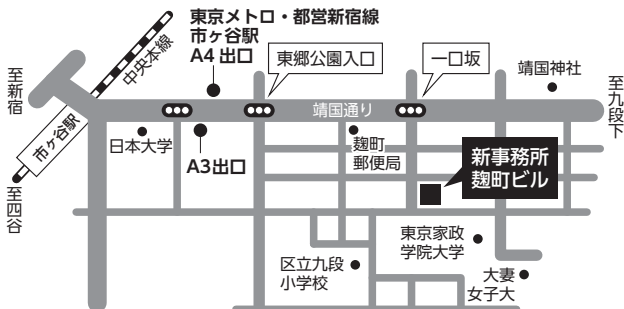 東京メトロ・都営新宿線
市ヶ谷駅
A4 出口
東郷公園入口
一口坂
靖国神社
至新宿
中央本線
至九段下
靖国通り
市ヶ谷駅
日本大学
A3出口
麹町
郵便局
新事務所
麹町ビル
至四谷
東京家政
学院大学
区立九段
小学校
大妻
女子大